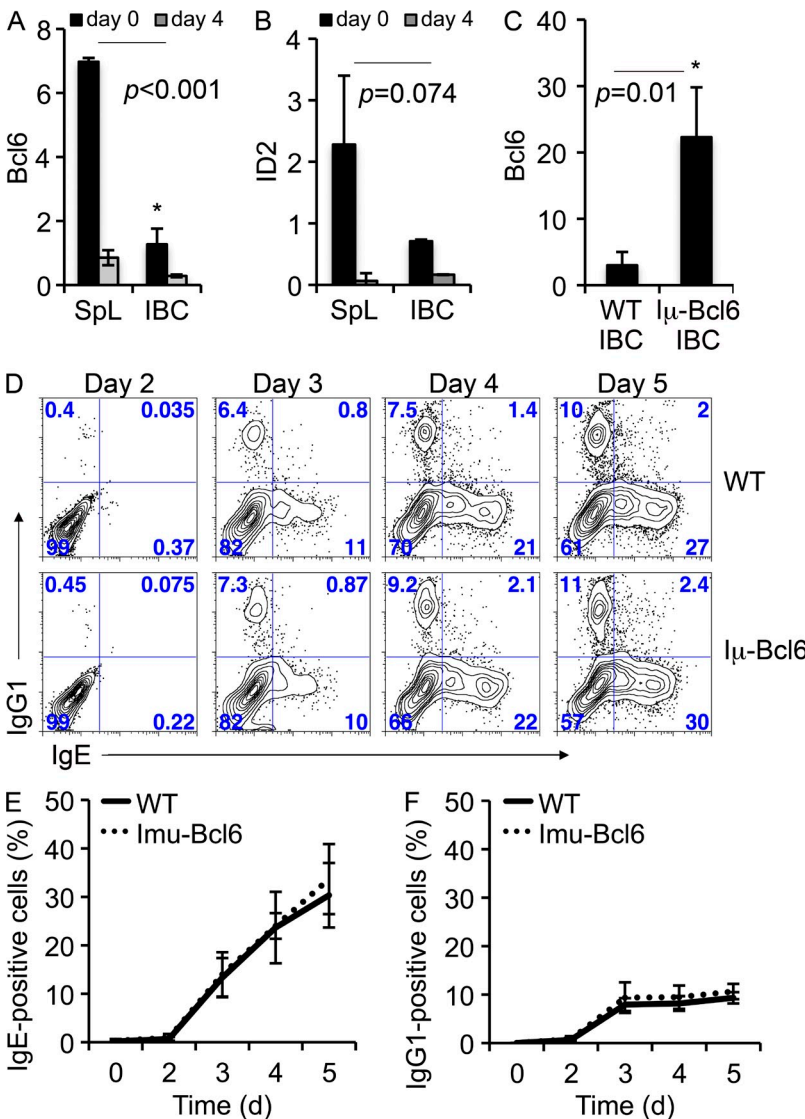 A
■ day 0 ■ day 4
8
6
4
2
0
Bcl6
p<0.001
*
SpL IBC
B
■ day 0 ■ day 4
4
3
2
1
0
ID2
p=0.074
SpL IBC
C
40
30
20
10
0
Bcl6
p=0.01
*
WT IBC
Iμ-Bcl6 IBC
D
Day 2 Day 3 Day 4 Day 5
0.4 0.035 6.4 0.8 7.5 1.4 10 2
WT
99 0.37 82 11 70 21 61 27
0.45 0.075 7.3 0.87 9.2 2.1 11 2.4
Iμ-Bcl6
99 0.22 82 10 66 22 57 30
IgG1
IgE
E
WT
Imu-Bcl6
50
40
30
20
10
0
IgE-positive cells (%)
0 2 3 4 5
Time (d)
F
WT
Imu-Bcl6
50
40
30
20
10
0
IgG1-positive cells (%)
0 2 3 4 5
Time (d)